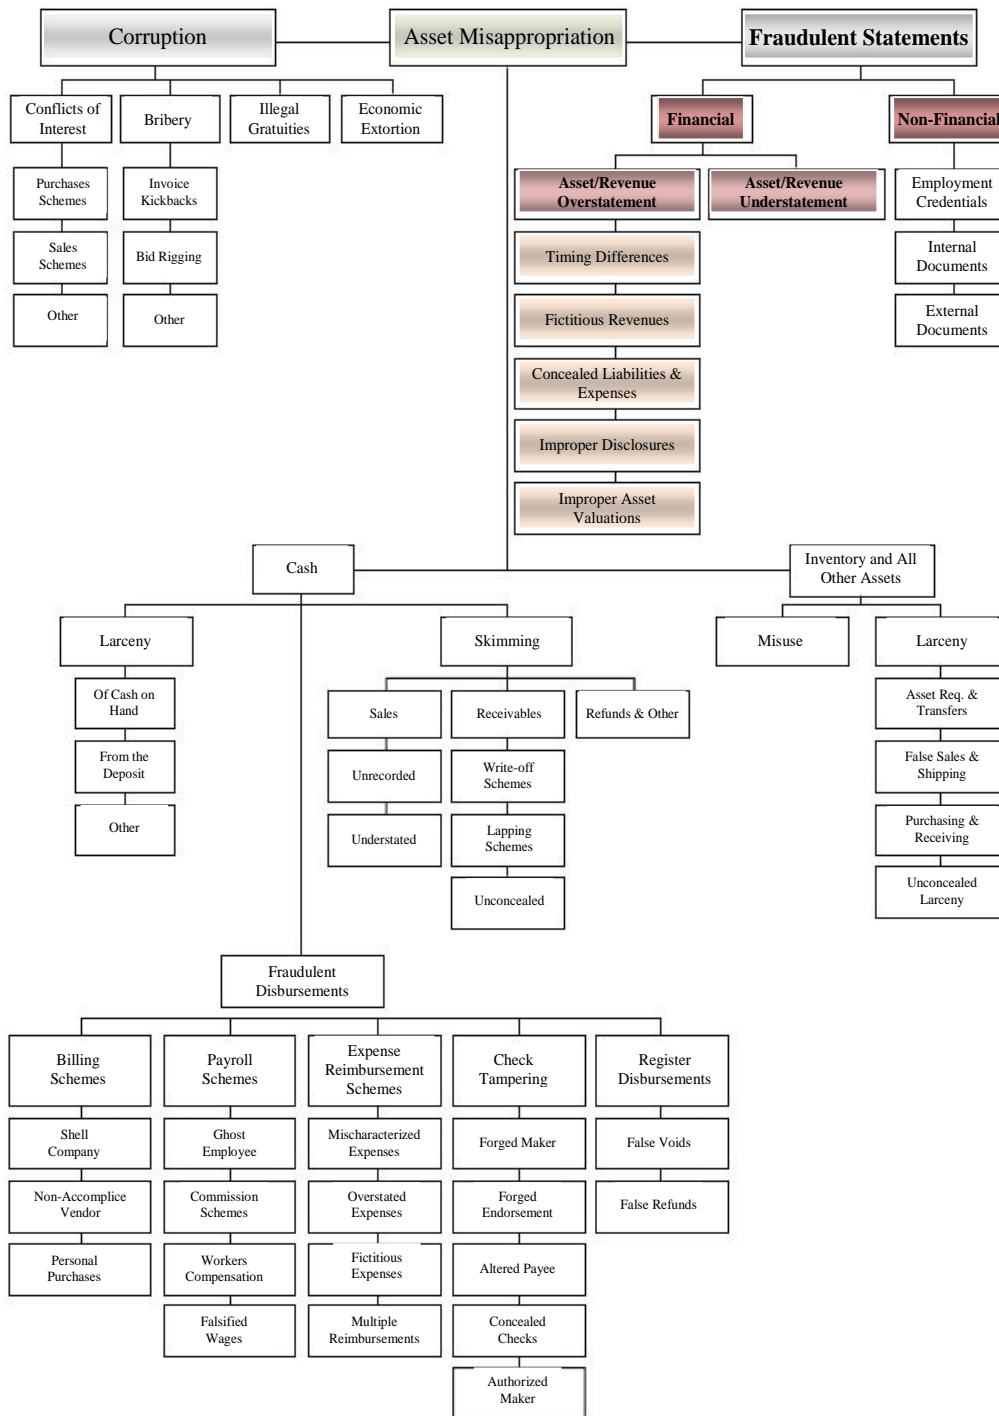 Corruption
Asset Misappropriation
Fraudulent Statements
Conflicts of
Interest
Bribery
Illegal
Gratuities
Economic
Extortion
Financial
Non-Financial
Purchases
Schemes
Invoice
Kickbacks
Asset/Revenue
Overstatement
Asset/Revenue
Understatement
Employment
Credentials
Sales
Schemes
Bid Rigging
Timing Differences
Internal
Documents
Other
Other
Fictitious Revenues
External
Documents
Concealed Liabilities &
Expenses
Improper Disclosures
Improper Asset
Valuations
Cash
Inventory and All
Other Assets
Larceny
Skimming
Misuse
Larceny
Of Cash on
Hand
Sales
Receivables
Refunds & Other
Asset Req. &
Transfers
From the
Deposit
Unrecorded
Write-off
Schemes
False Sales &
Shipping
Other
Understated
Lapping
Schemes
Purchasing &
Receiving
Unconcealed
Unconcealed
Larceny
Fraudulent
Disbursements
Billing
Schemes
Payroll
Schemes
Expense
Reimbursement
Schemes
Check
Tampering
Register
Disbursements
Shell
Company
Ghost
Employee
Mischaracterized
Expenses
Forged Maker
False Voids
Non-Accomplice
Vendor
Commission
Schemes
Overstated
Expenses
Forged
Endorsement
False Refunds
Personal
Purchases
Workers
Compensation
Fictitious
Expenses
Altered Payee
Falsified
Wages
Multiple
Reimbursements
Concealed
Checks
Authorized
Maker